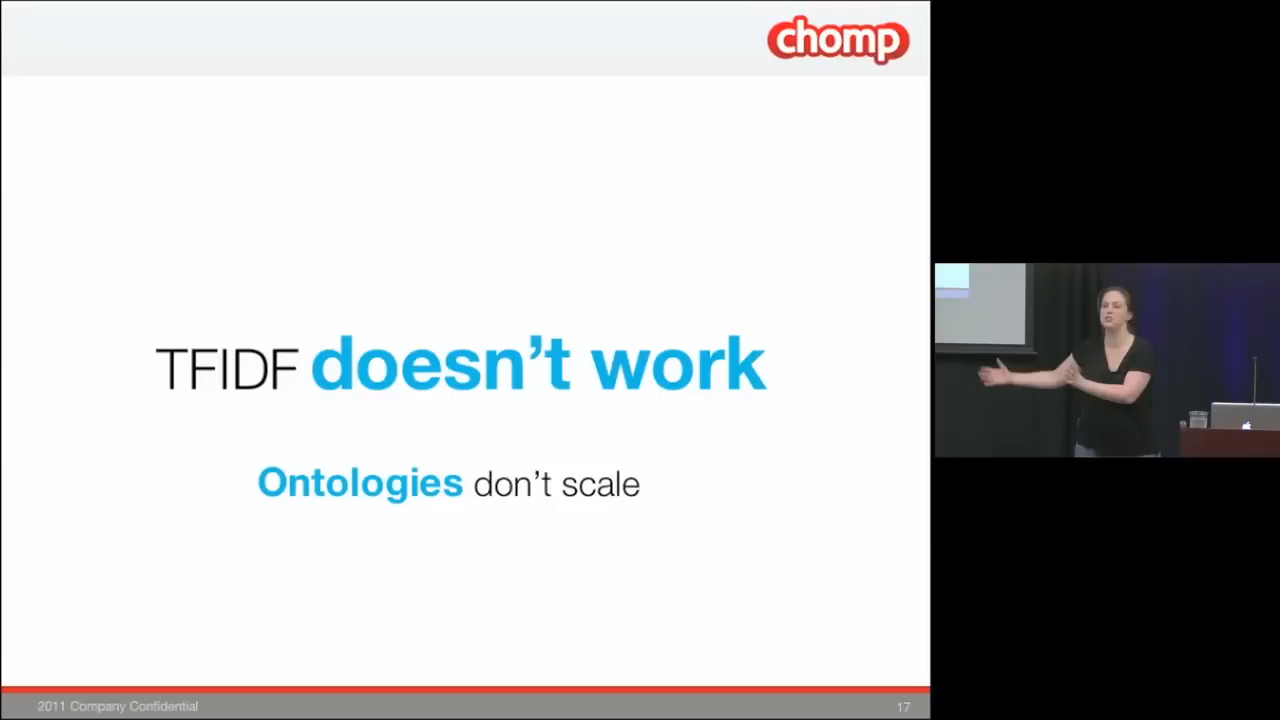 chomp
TFIDF doesn't work
Ontologies don't scale
2011 Company Confidential
17